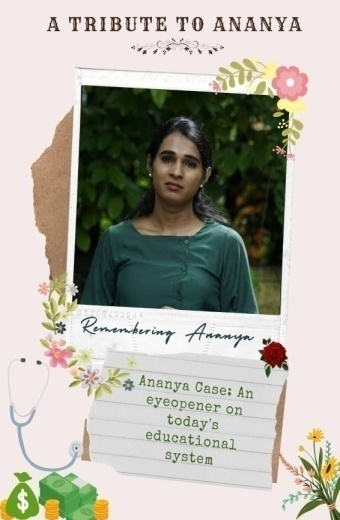 A TRIBUTE TO ANANYA
Remembering Ananya
Ananya Case: An
eyeopener on
today's
educational
system
$